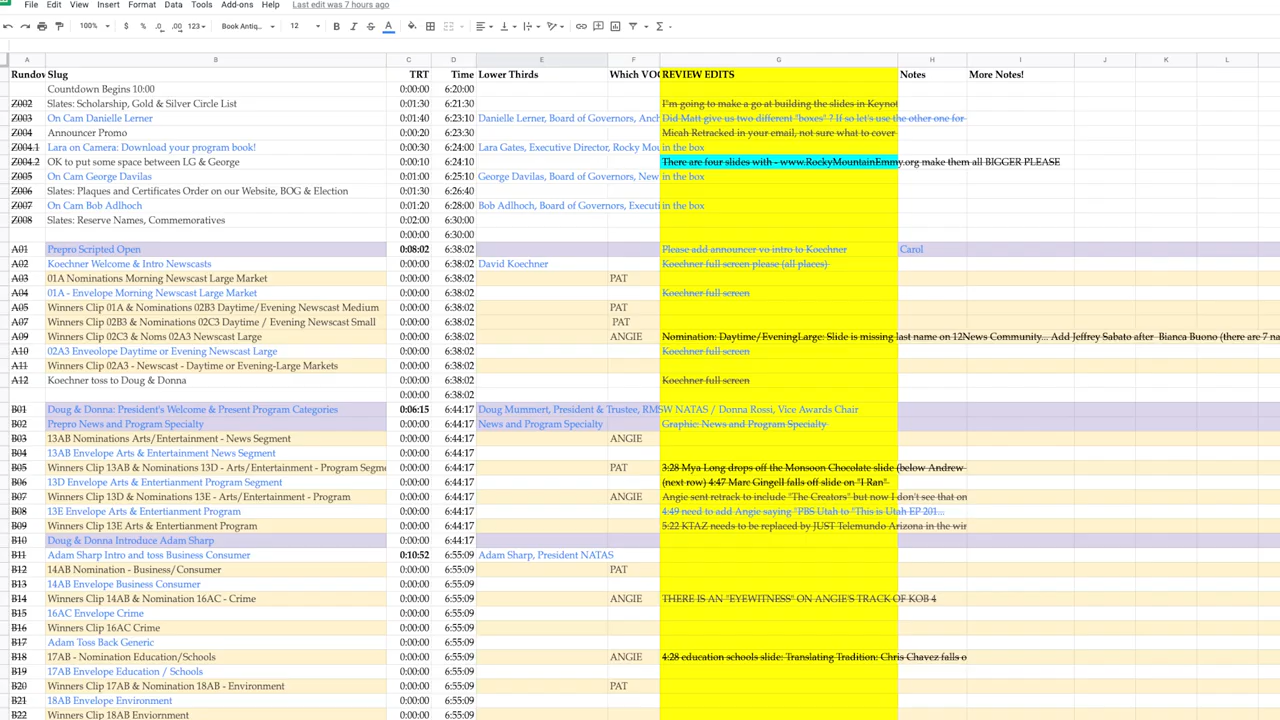 File Edit View Insert Format Data Tools Add-ons Help Last edit was 7 hours ago
100% $ % .0 .00 123 Book Antiq... 12 B I S A
A B C D E F G H I J K L
Slug TRT Time Lower Thirds Which VO REVIEW EDITS Notes More Notes!
Countdown Begins 10:00 0:00:00 6:20:00
Z002 Slates: Scholarship, Gold & Silver Circle List 0:00:00 6:21:30 I'm going to make a go at building the slides in Keynot
Z003 On Cam Danielle Lerner 0:01:40 6:23:10 Danielle Lerner, Board of Governors, Anch Did Matt give us two different "boxes" ? If so let's use the other one for
Z004 Announcer Promo 0:00:20 6:23:30 Micah Retracked in your email, not sure what to cover
Z004.1 Lara on Camera: Download your program book! 0:00:30 6:24:00 Lara Gates, Executive Director, Rocky Mou in the box
Z004.2 OK to put some space between LG & George 0:00:10 6:24:10 There are four slides with - www.RockyMountainEmmy.org make them all BIGGER PLEASE
Z005 On Cam George Davilas 0:01:00 6:25:10 George Davilas, Board of Governors, New in the box
Z006 Slates: Plaques and Certificates Order on our Website, BOG & Election 0:01:30 6:26:40
Z007 On Cam Bob Adlhoch 0:01:20 6:28:00 Bob Adlhoch, Board of Governors, Executi in the box
Z008 Slates: Reserve Names, Commemoratives 0:02:00 6:30:00
0:00:00 6:30:00
A01 Prepro Scripted Open 0:08:02 6:38:02 Please add announcer vo intro to Koechner Carol
A02 Koechner Welcome & Intro Newscasts 0:00:00 6:38:02 David Koechner Koechner full screen please (all places)
A03 01A Nominations Morning Newscast Large Market 0:00:00 6:38:02 PAT
A04 01A - Envelope Morning Newscast Large Market 0:00:00 6:38:02 Koechner full screen
A05 Winners Clip 01A & Nominations 02B3 Daytime/Evening Newscast Medium 0:00:00 6:38:02 PAT
A07 Winners Clip 02B3 & Nominations 02C3 Daytime / Evening Newscast Small 0:00:00 6:38:02 PAT
A09 Winners Clip 02C3 & Noms 02A3 Newscast Large 0:00:00 6:38:02 ANGIE Nomination: Daytime/EveningLarge: Slide is missing last name on 12News Community... Add Jeffrey Sabato after Bianca Buono (there are 7 na
A10 02A3 Enveolope Daytime or Evening Newscast Large 0:00:00 6:38:02 Koechner full screen
A11 Winners Clip 02A3 - Newscast - Daytime or Evening-Large Markets 0:00:00 6:38:02
A12 Koechner toss to Doug & Donna 0:00:00 6:38:02 Koechner full screen
0:00:00 6:38:02
B01 Doug & Donna: President's Welcome & Present Program Categories 0:06:15 6:44:17 Doug Mummert, President & Trustee, RMSW NATAS / Donna Rossi, Vice Awards Chair
B02 Prepro News and Program Specialty 0:00:00 6:44:17 News and Program Specialty Graphic: News and Program Specialty
B03 13AB Nominations Arts/Entertainment - News Segment 0:00:00 6:44:17 ANGIE
B04 13AB Envelope Arts & Entertainment News Segment 0:00:00 6:44:17
B05 Winners Clip 13AB & Nominations 13D - Arts/Entertainment - Program Segme 0:00:00 6:44:17 PAT 3:28 Mya Long drops off the Monsoon Chocolate slide (below Andrew
B06 13D Envelope Arts & Entertainment Program Segment 0:00:00 6:44:17 (next row) 4:47 Marc Gingell falls off slide on "I Ran"
B07 Winners Clip 13D & Nominations 13E - Arts/Entertainment - Program 0:00:00 6:44:17 ANGIE Angie sent retrack to include "The Creators" but now I don't see that on
B08 13E Envelope Arts & Entertianment Program 0:00:00 6:44:17 4:49 need to add Angie saying "PBS Utah to "This is Utah EP 201...
B09 Winners Clip 13E Arts & Entertianment Program 0:00:00 6:44:17 5:22 KTAZ needs to be replaced by JUST Telemundo Arizona in the wir
B10 Doug & Donna Introduce Adam Sharp 0:00:00 6:44:17
B11 Adam Sharp Intro and toss Business Consumer 0:10:52 6:55:09 Adam Sharp, President NATAS
B12 14AB Nomination - Business/Consumer 0:00:00 6:55:09 PAT
B13 14AB Envelope Business Consumer 0:00:00 6:55:09
B14 Winners Clip 14AB & Nomination 16AC - Crime 0:00:00 6:55:09 ANGIE THERE IS AN "EYEWITNESS" ON ANGIE'S TRACK OF KOB 4
B15 16AC Envelope Crime 0:00:00 6:55:09
B16 Winners Clip 16AC Crime 0:00:00 6:55:09
B17 Adam Toss Back Generic 0:00:00 6:55:09
B18 17AB - Nomination Education/Schools 0:00:00 6:55:09 ANGIE 4:28 education schools slide: Translating Tradition: Chris Chavez falls o
B19 17AB Envelope Education / Schools 0:00:00 6:55:09
B20 Winners Clip 17AB & Nomination 18AB - Environment 0:00:00 6:55:09 PAT
B21 18AB Envelope Environment 0:00:00 6:55:09
B22 Winners Clip 18AB Enviornment 0:00:00 6:55:09